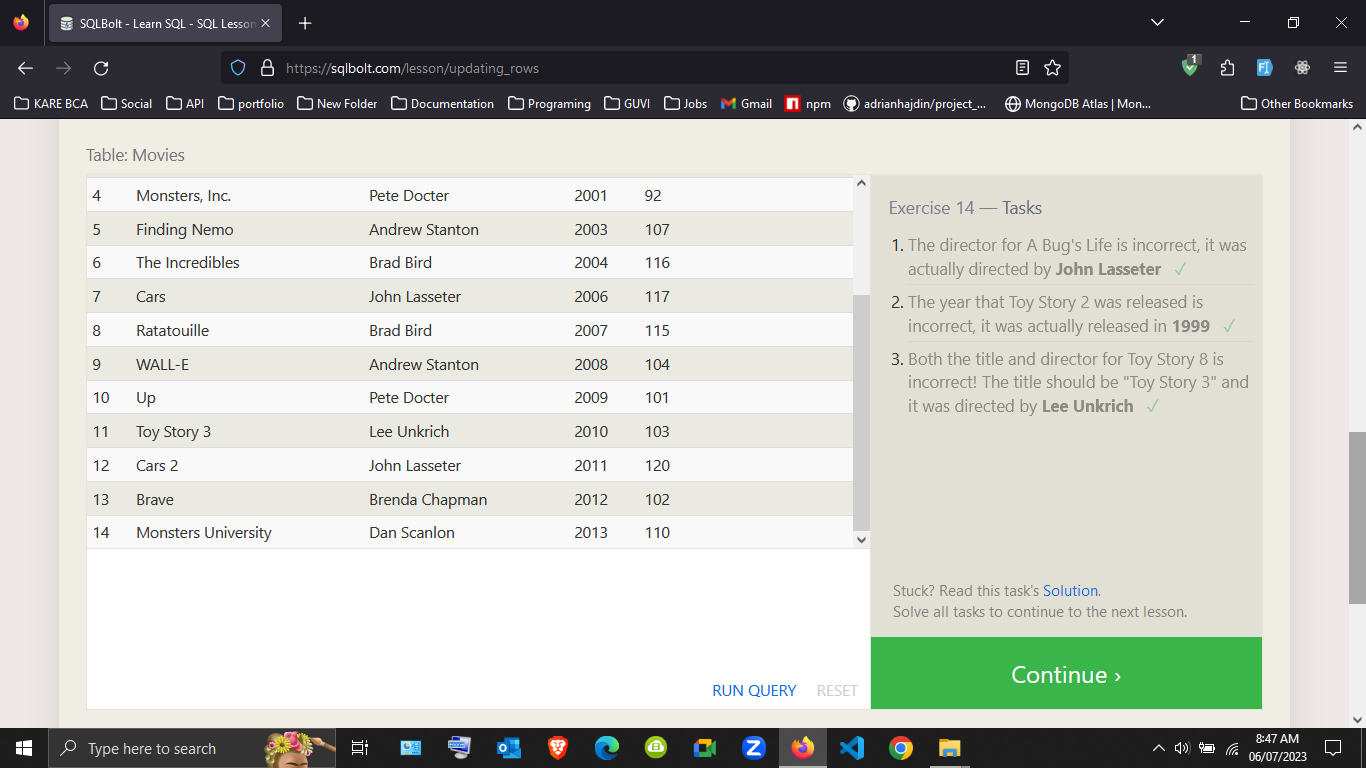 SQLBolt - Learn SQL - SQL Lesson
https://sqlbolt.com/lesson/updating_rows
1
KARE BCA Social API portfolio New Folder Documentation Programing GUVI Jobs Gmail npm adrianhajdin/project_... MongoDB Atlas | Mon... Other Bookmarks
Table: Movies
4 Monsters, Inc. Pete Docter 2001 92
5 Finding Nemo Andrew Stanton 2003 107
6 The Incredibles Brad Bird 2004 116
7 Cars John Lasseter 2006 117
8 Ratatouille Brad Bird 2007 115
9 WALL-E Andrew Stanton 2008 104
10 Up Pete Docter 2009 101
11 Toy Story 3 Lee Unkrich 2010 103
12 Cars 2 John Lasseter 2011 120
13 Brave Brenda Chapman 2012 102
14 Monsters University Dan Scanlon 2013 110
RUN QUERY RESET
Exercise 14 — Tasks
1. The director for A Bug's Life is incorrect, it was
actually directed by John Lasseter ✓
2. The year that Toy Story 2 was released is
incorrect, it was actually released in 1999 ✓
3. Both the title and director for Toy Story 8 is
incorrect! The title should be "Toy Story 3" and
it was directed by Lee Unkrich ✓
Stuck? Read this task's Solution.
Solve all tasks to continue to the next lesson.
Continue ›
Type here to search
8:47 AM
06/07/2023